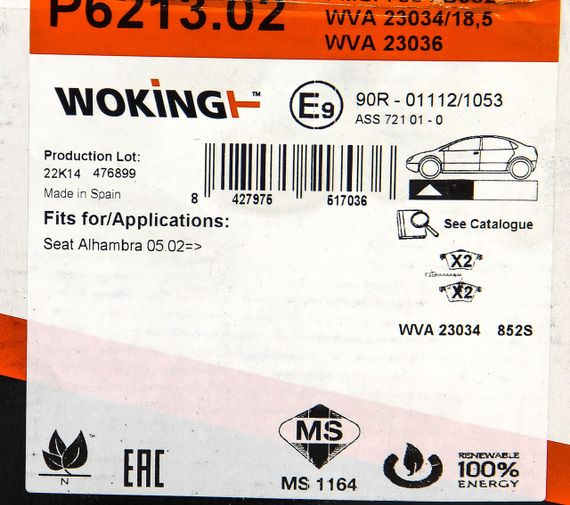 P6213.02
WVA 23034/18,5
WVA 23036
WOKING™
E9
90R - 01112/1053
ASS 721 01 - 0
Production Lot:
22K14 476899
Made in Spain
8 427975 517036
Fits for/Applications:
Seat Alhambra 05.02=>
See Catalogue
X2
X2
WVA 23034 852S
™
N
EAC
MS
MS 1164
RENEWABLE
100%
ENERGY